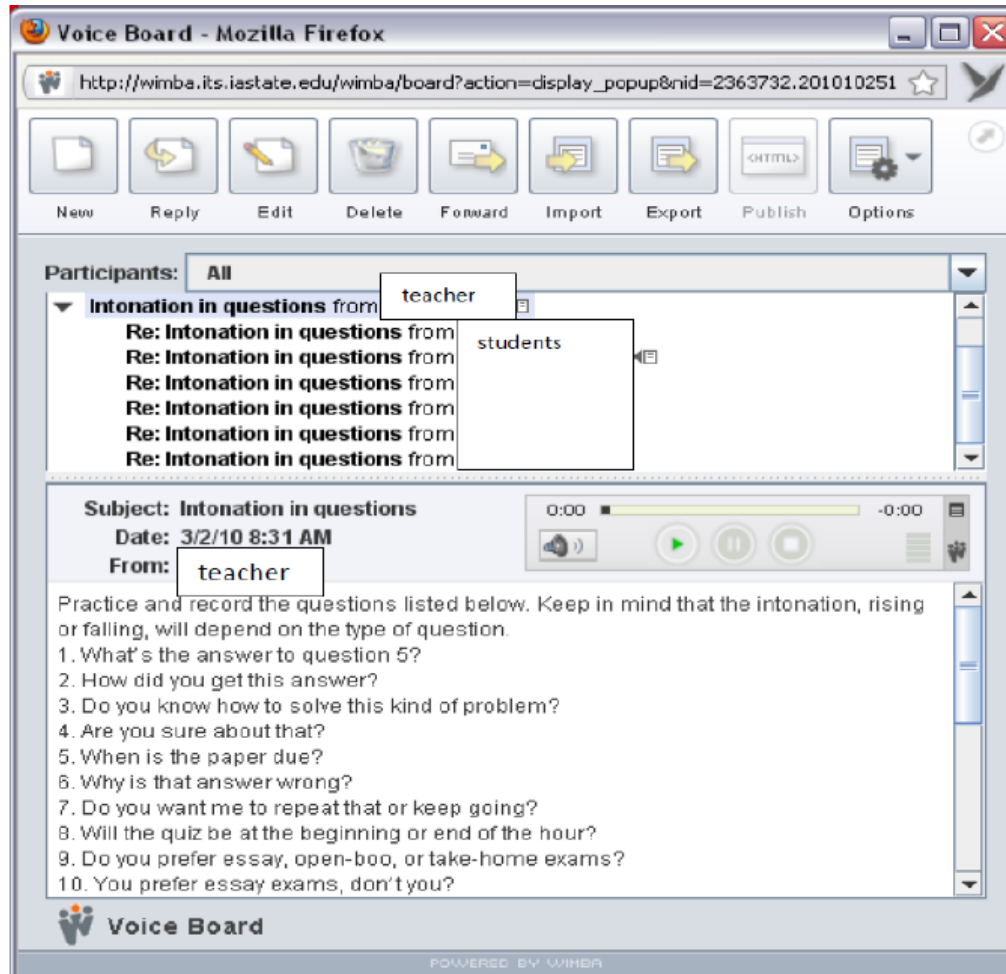 Voice Board - Mozilla Firefox
http://wimba.its.iastate.edu/wimba/board?action=display_popup&nid=2363732.201010251
<HTML>
New Reply Edit Delete Forward Import Export Publish Options
Participants: All
Intonation in questions from teacher
Re: Intonation in questions from students
Re: Intonation in questions from
Re: Intonation in questions from
Re: Intonation in questions from
Re: Intonation in questions from
Re: Intonation in questions from
Subject: Intonation in questions 0:00 -0:00
Date: 3/2/10 8:31 AM
From: teacher
Practice and record the questions listed below. Keep in mind that the intonation, rising
or falling, will depend on the type of question.
1. What's the answer to question 5?
2. How did you get this answer?
3. Do you know how to solve this kind of problem?
4. Are you sure about that?
5. When is the paper due?
6. Why is that answer wrong?
7. Do you want me to repeat that or keep going?
8. Will the quiz be at the beginning or end of the hour?
9. Do you prefer essay, open-boo, or take-home exams?
10. You prefer essay exams, don't you?
Voice Board
POWERED BY WIMBA